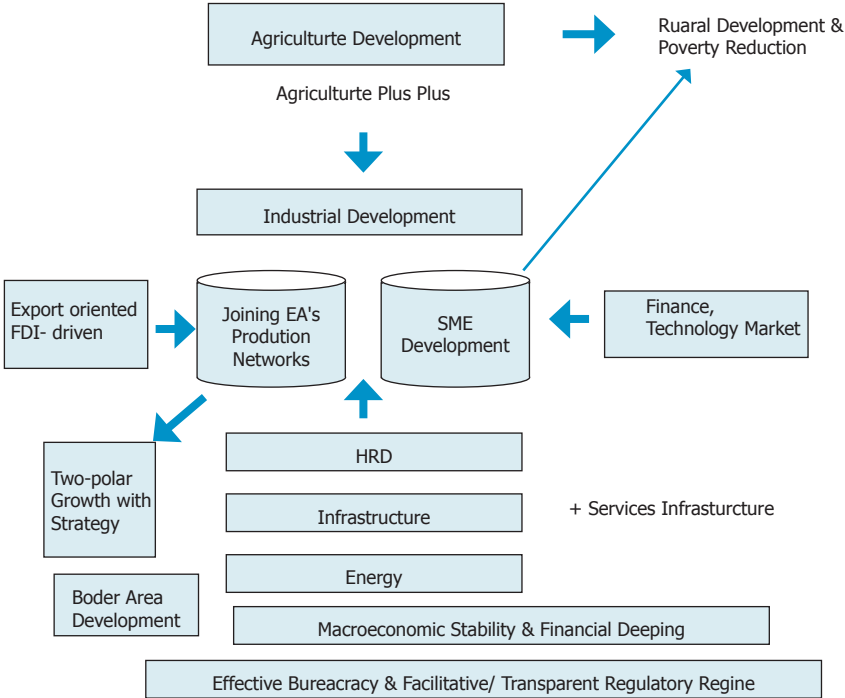 Agriculturte Development
Ruaral Development &
Poverty Reduction
Agriculturte Plus Plus
Industrial Development
Export oriented
FDI- driven
Joining EA's
Prodution
Networks
SME
Development
Finance,
Technology Market
Two-polar
Growth with
Strategy
HRD
Infrastructure
+ Services Infrasturcture
Energy
Boder Area
Development
Macroeconomic Stability & Financial Deeping
Effective Bureacracy & Facilitative/ Transparent Regulatory Regine